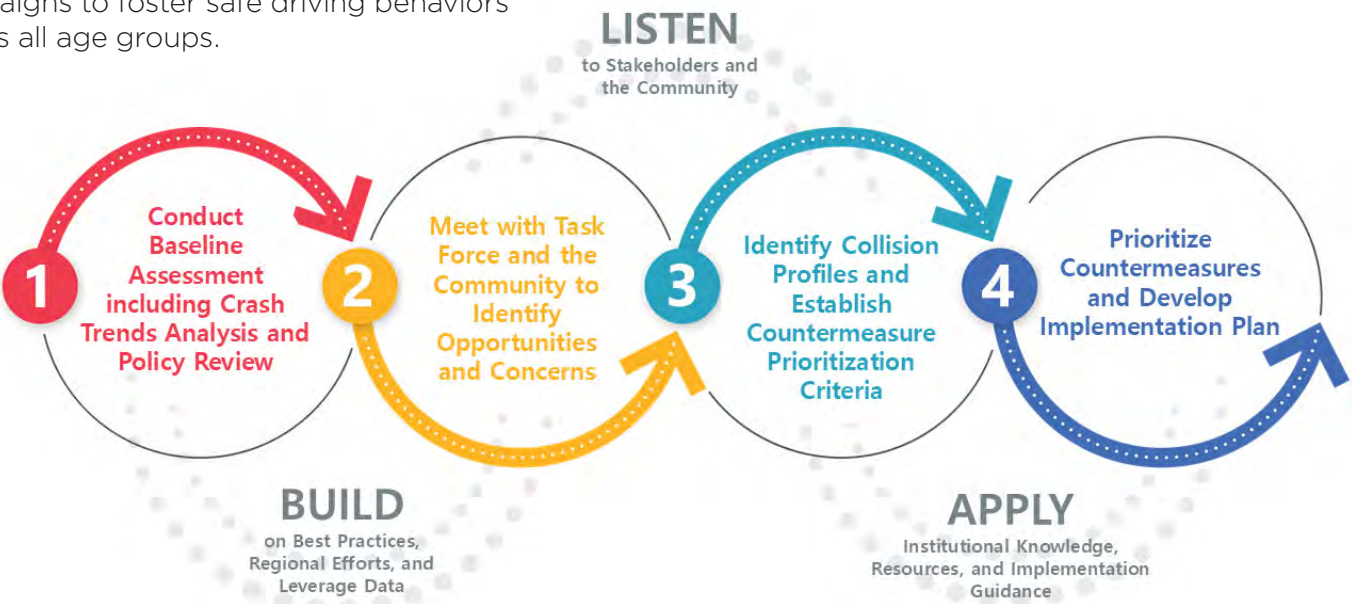 to foster safe driving behaviors
all age groups.
LISTEN
to Stakeholders and
the Community
1
Conduct
Baseline
Assessment
including Crash
Trends Analysis and
Policy Review
2
Meet with Task
Force and the
Community to
Identify
Opportunities
and Concerns
3
Identify Collision
Profiles and
Establish
Countermeasure
Prioritization
Criteria
4
Prioritize
Countermeasures
and Develop
Implementation Plan
BUILD
on Best Practices,
Regional Efforts, and
Leverage Data
APPLY
Institutional Knowledge,
Resources, and Implementation
Guidance